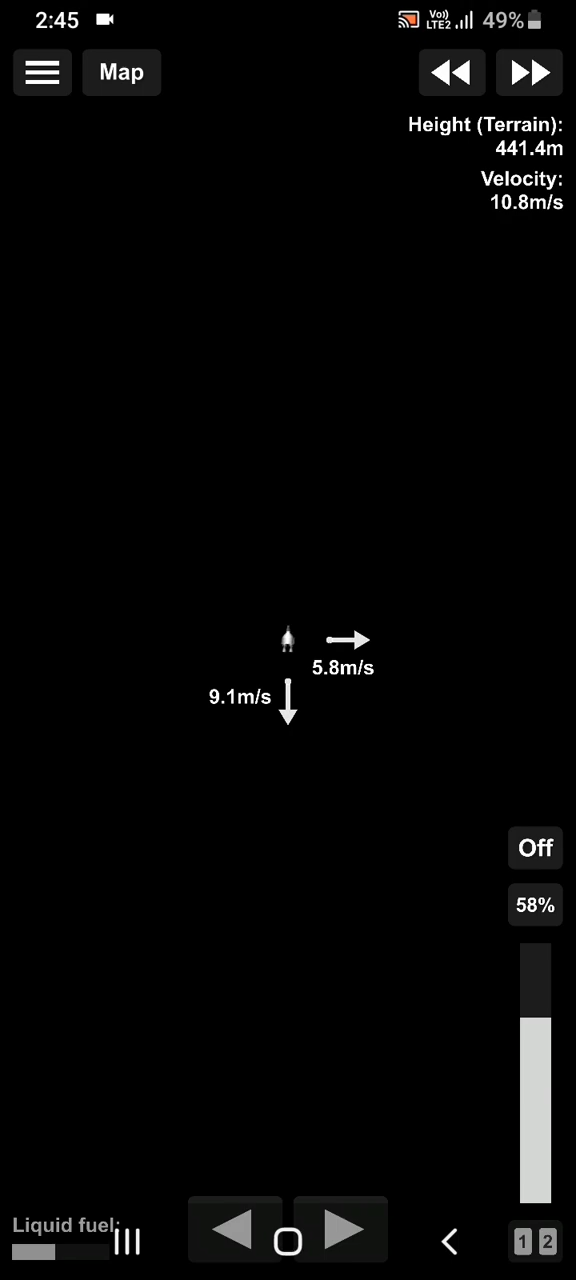 2:45
Vo)) LTE2 49%
Map
Height (Terrain):
441.4m
Velocity:
10.8m/s
5.8m/s
9.1m/s
Off
58%
Liquid fuel:
1 2